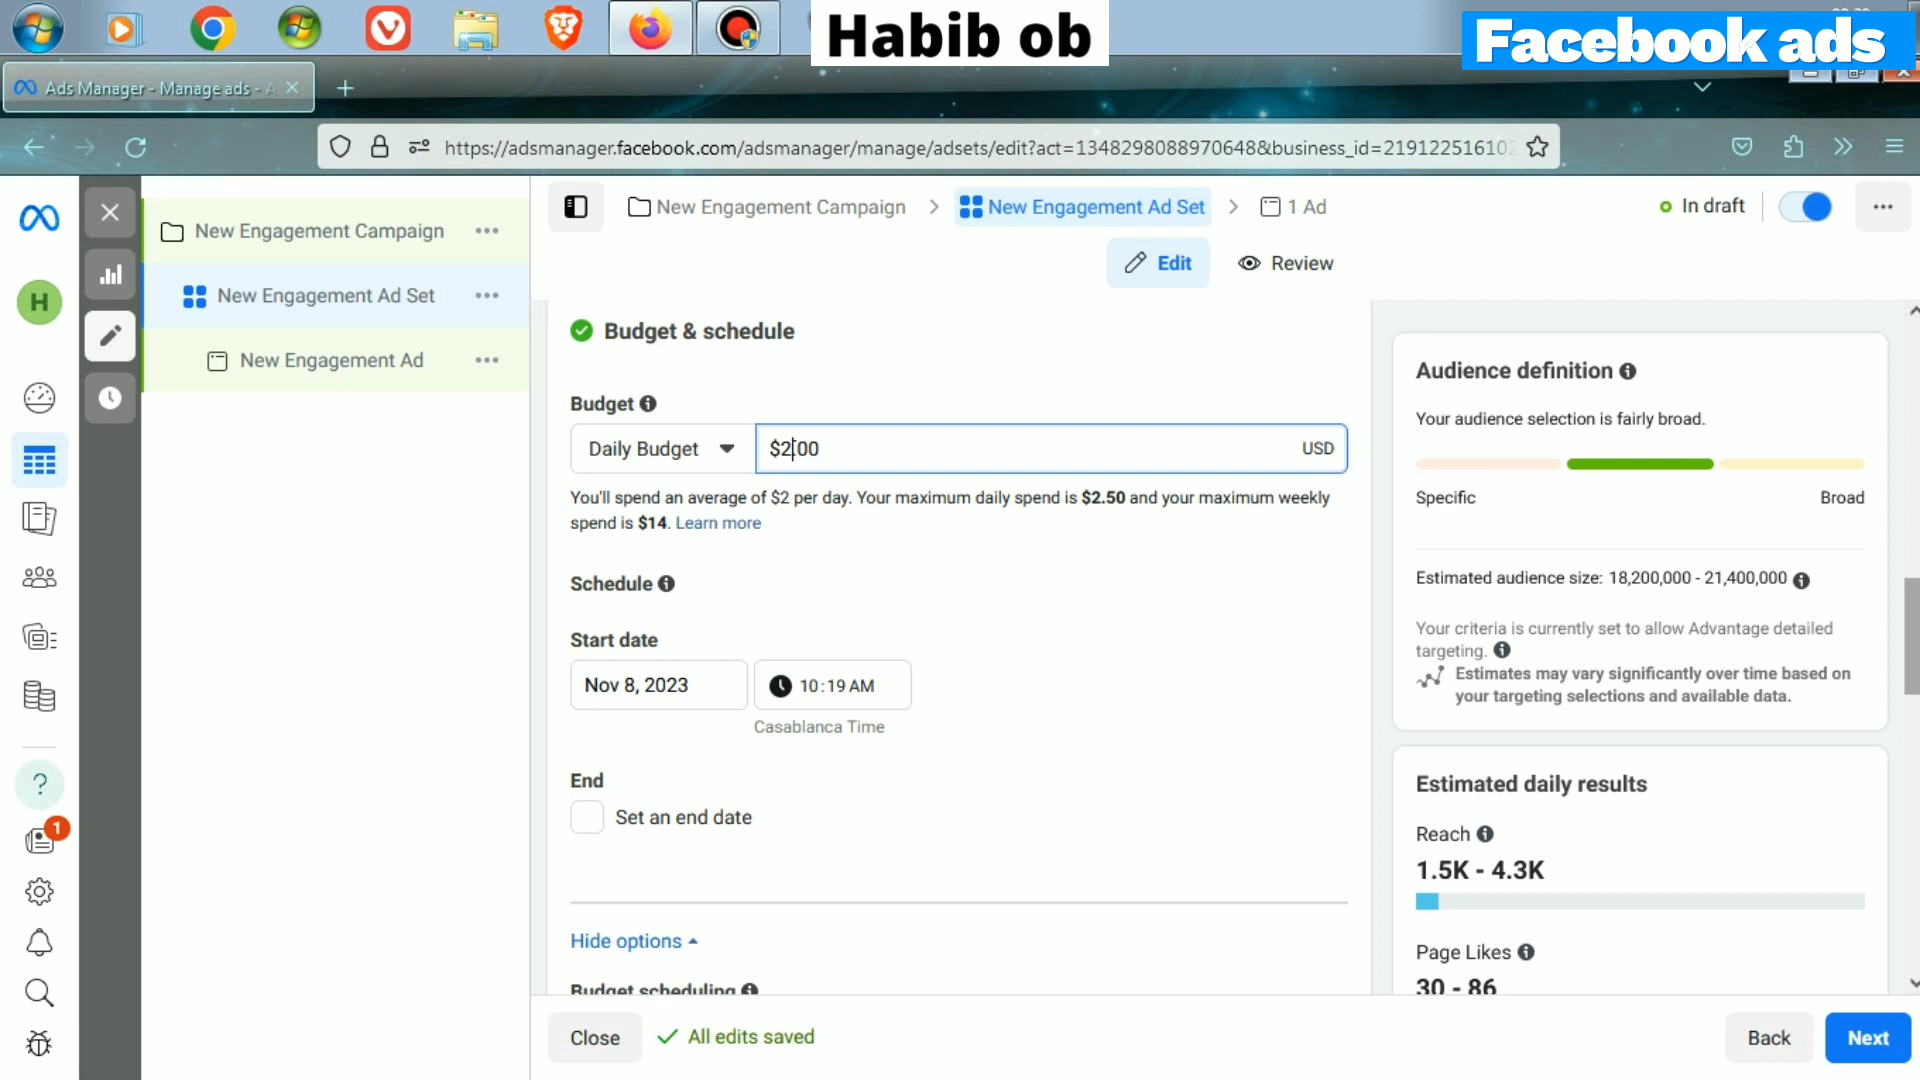 Habib ob
Facebook ads
Ads Manager - Manage ads - A
https://adsmanager.facebook.com/adsmanager/manage/adsets/edit?act=1348298088970648&business_id=219122516102
New Engagement Campaign
New Engagement Ad Set
New Engagement Ad
H
?
1
New Engagement Campaign > New Engagement Ad Set > 1 Ad
In draft
Edit
Review
Budget & schedule
Budget
Daily Budget
$2.00
USD
You'll spend an average of $2 per day. Your maximum daily spend is $2.50 and your maximum weekly
spend is $14. Learn more
Schedule
Start date
Nov 8, 2023
10:19 AM
Casablanca Time
End
Set an end date
Hide options
Budget scheduling
Close
All edits saved
Audience definition
Your audience selection is fairly broad.
Specific
Broad
Estimated audience size: 18,200,000 - 21,400,000
Your criteria is currently set to allow Advantage detailed
targeting.
Estimates may vary significantly over time based on
your targeting selections and available data.
Estimated daily results
Reach
1.5K - 4.3K
Page Likes
30 - 86
Back
Next